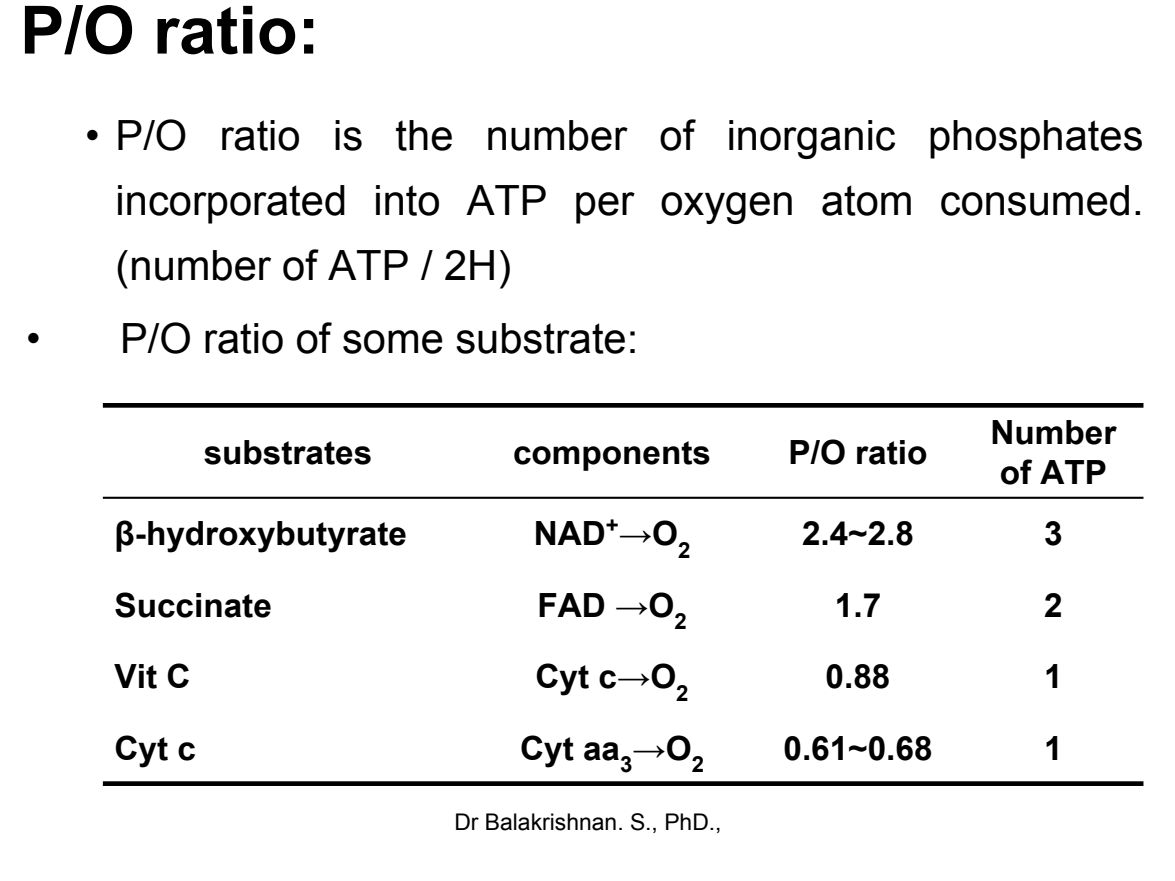 P/O ratio:
• P/O ratio is the number of inorganic phosphates
incorporated into ATP per oxygen atom consumed.
(number of ATP / 2H)
• P/O ratio of some substrate:
substrates components P/O ratio Number of ATP
β-hydroxybutyrate NAD⁺→O₂ 2.4~2.8 3
Succinate FAD →O₂ 1.7 2
Vit C Cyt c→O₂ 0.88 1
Cyt c Cyt aa₃→O₂ 0.61~0.68 1
Dr Balakrishnan. S., PhD.,